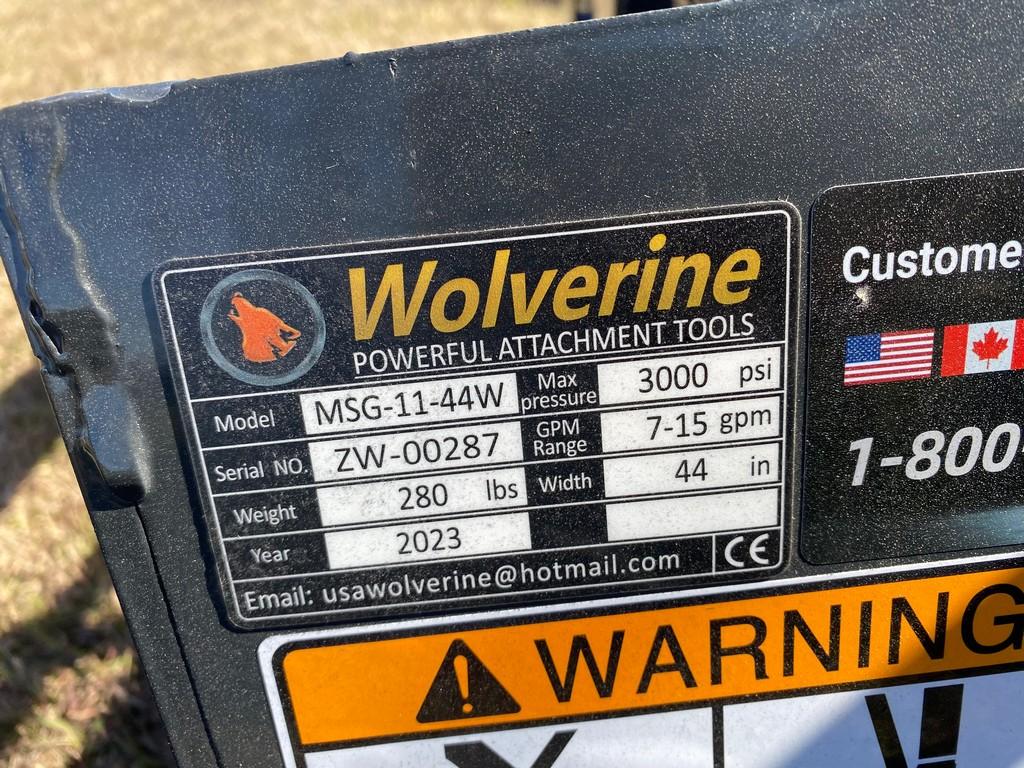 Wolverine
POWERFUL ATTACHMENT TOOLS
Model MSG-11-44W Max pressure 3000 psi
Serial NO. ZW-00287 GPM Range 7-15 gpm
Weight 280 lbs Width 44 in
Year 2023
Email: usawolverine@hotmail.com CE
Custome
1-800-
WARNING